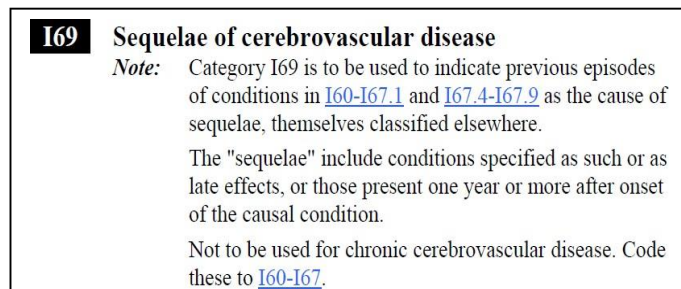 I69 Sequelae of cerebrovascular disease
Note: Category I69 is to be used to indicate previous episodes
of conditions in I60-I67.1 and I67.4-I67.9 as the cause of
sequelae, themselves classified elsewhere.
The "sequelae" include conditions specified as such or as
late effects, or those present one year or more after onset
of the causal condition.
Not to be used for chronic cerebrovascular disease. Code
these to I60-I67.